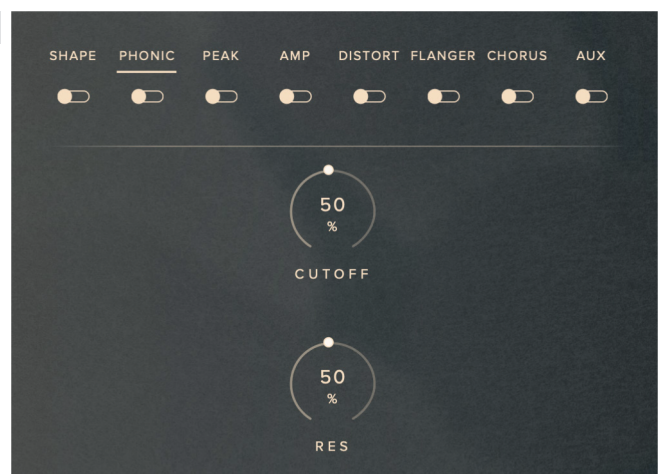 SHAPE PHONIC PEAK AMP DISTORT FLANGER CHORUS AUX
50
%
CUTOFF
50
%
RES